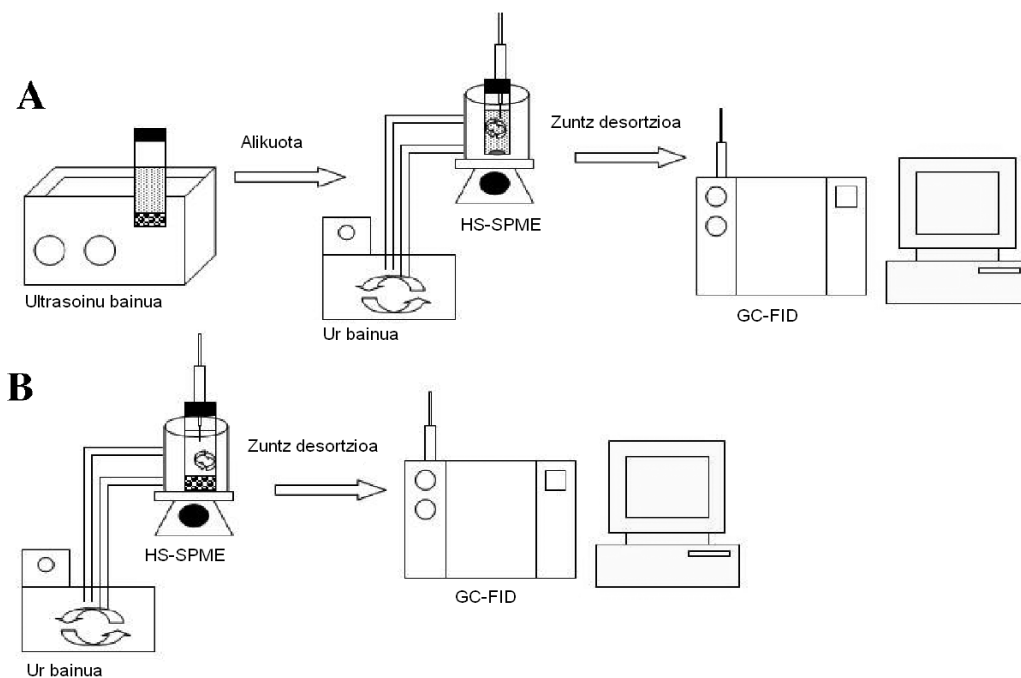 A
Alikuota
Zuntz desortzioa
HS-SPME
Ultrasoinu bainua
Ur bainua
GC-FID
B
Zuntz desortzioa
HS-SPME
GC-FID
Ur bainua